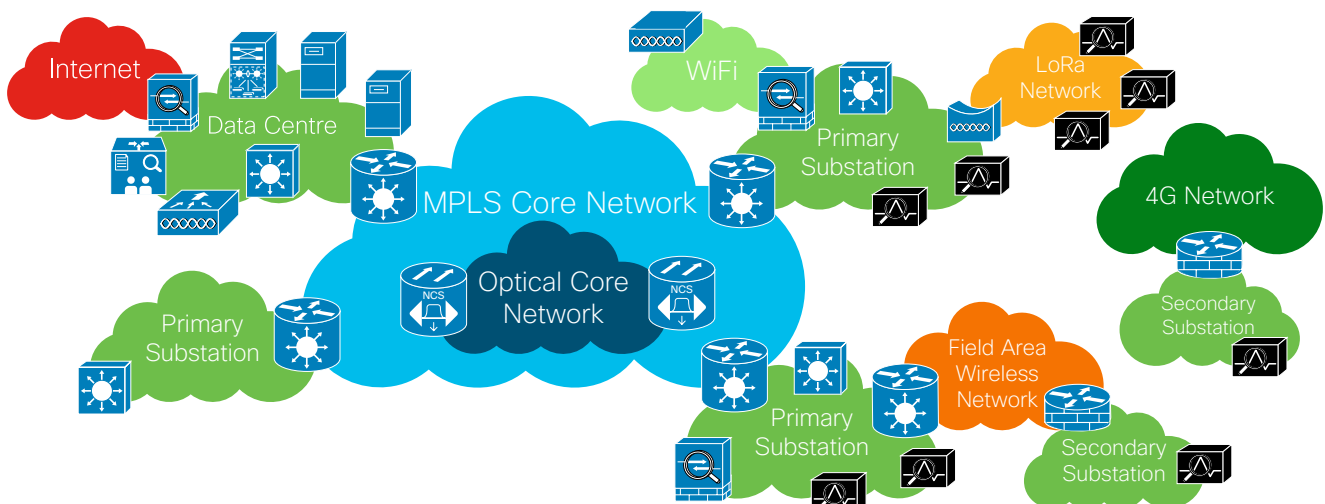 Internet
Data Centre
WiFi
Primary
Substation
LoRa
Network
4G Network
MPLS Core Network
Optical Core
Network
NCS
NCS
Primary
Substation
Secondary
Substation
Field Area
Wireless
Network
Primary
Substation
Secondary
Substation